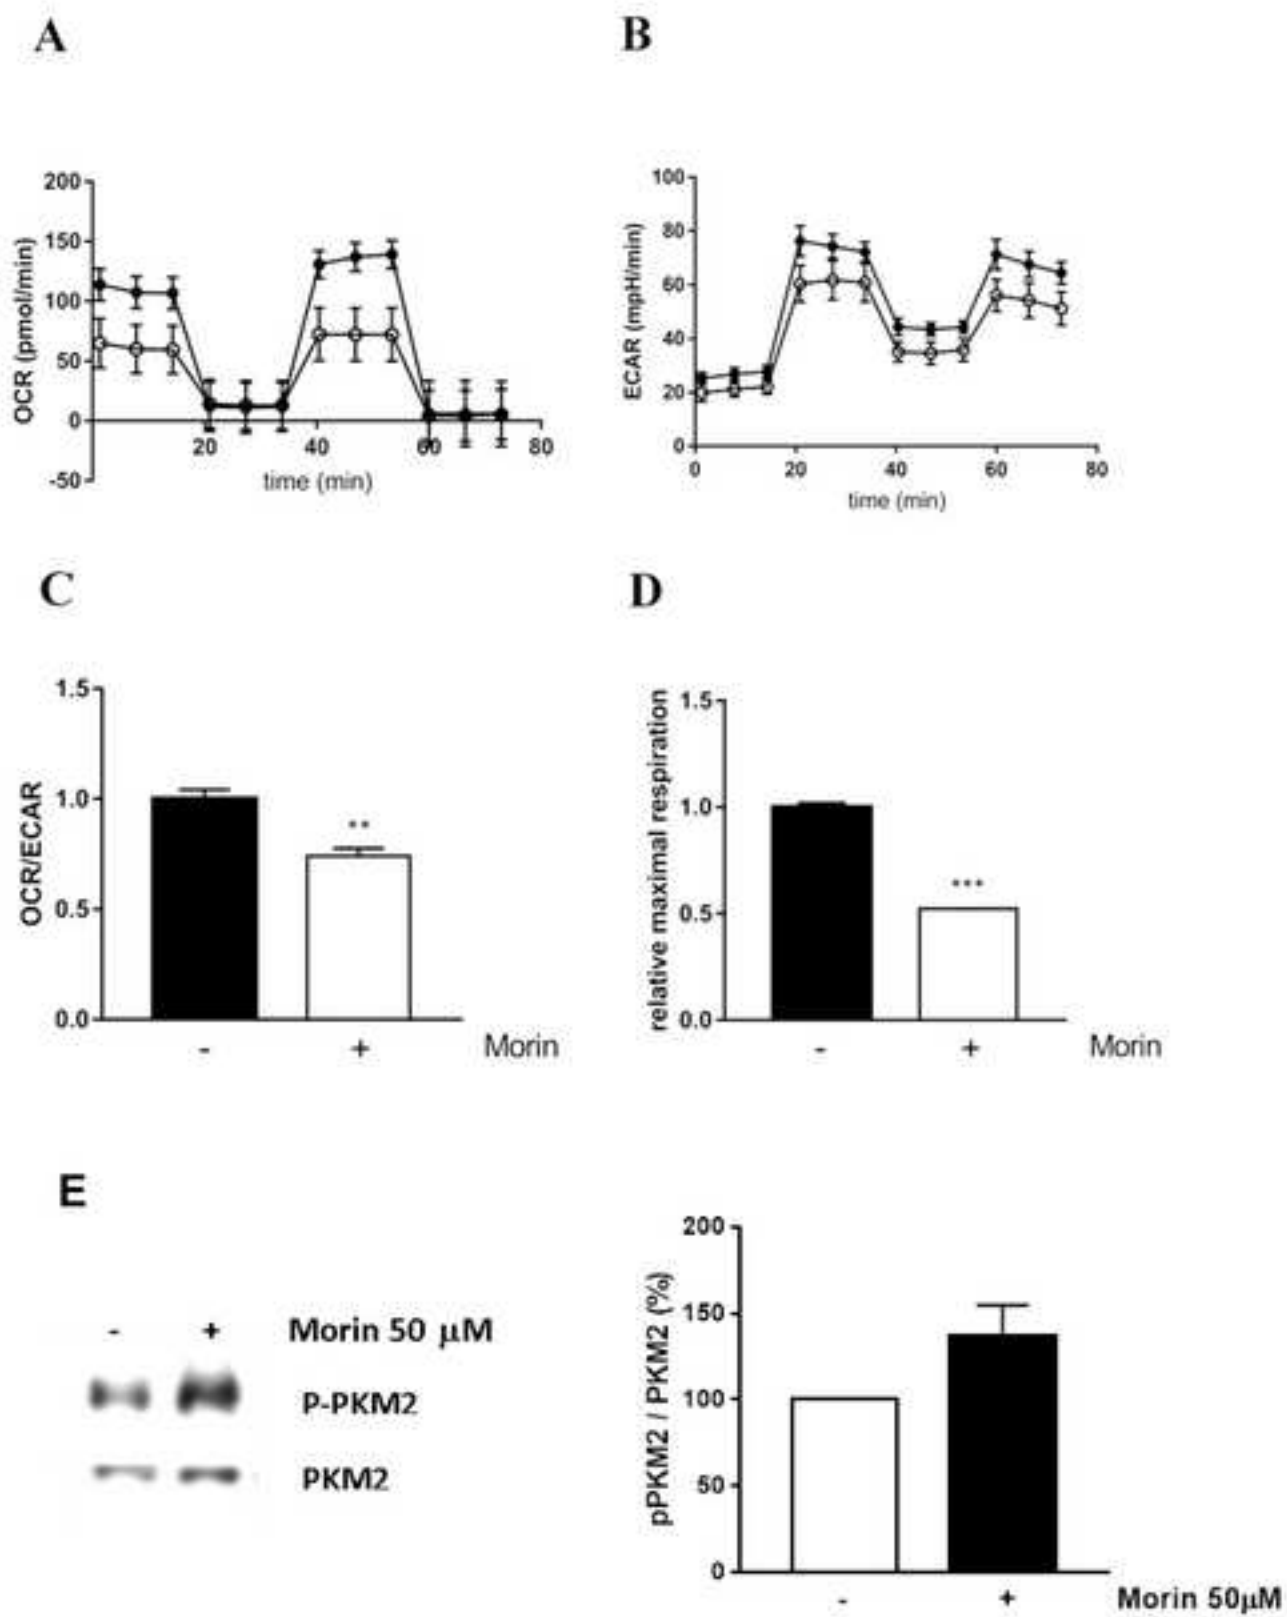 A
B
200
150
100
50
0
-50
OCR (pmol/min)
20
40
60
80
time (min)
100
80
60
40
20
0
ECAR (mpH/min)
0
20
40
60
80
time (min)
C
D
1.5
1.0
0.5
0.0
OCR/ECAR
**
- + Morin
1.5
1.0
0.5
0.0
relative maximal respiration
***
- + Morin
E
- + Morin 50 μM
P-PKM2
PKM2
200
150
100
50
0
pPKM2 / PKM2 (%)
- + Morin 50μM